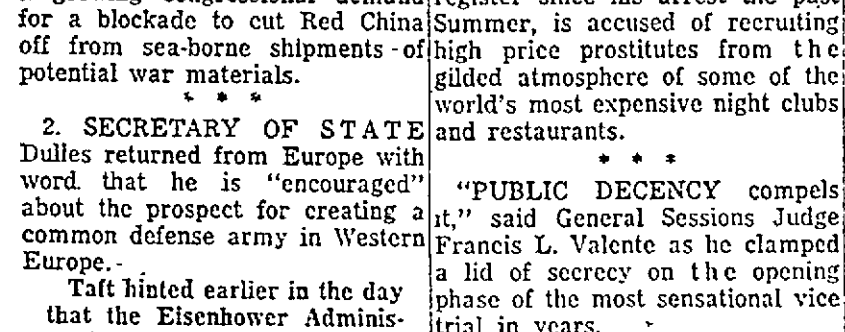 for a blockade to cut Red China
off from sea-borne shipments of
potential war materials.
* * *
2. SECRETARY OF STATE
Dulles returned from Europe with
word that he is "encouraged"
about the prospect for creating a
common defense army in Western
Europe.
Taft hinted earlier in the day
that the Eisenhower Adminis-
Summer, is accused of recruiting
high price prostitutes from the
gilded atmosphere of some of the
world's most expensive night clubs
and restaurants.
* * *
"PUBLIC DECENCY compels
it," said General Sessions Judge
Francis L. Valente as he clamped
a lid of secrecy on the opening
phase of the most sensational vice
trial in years.